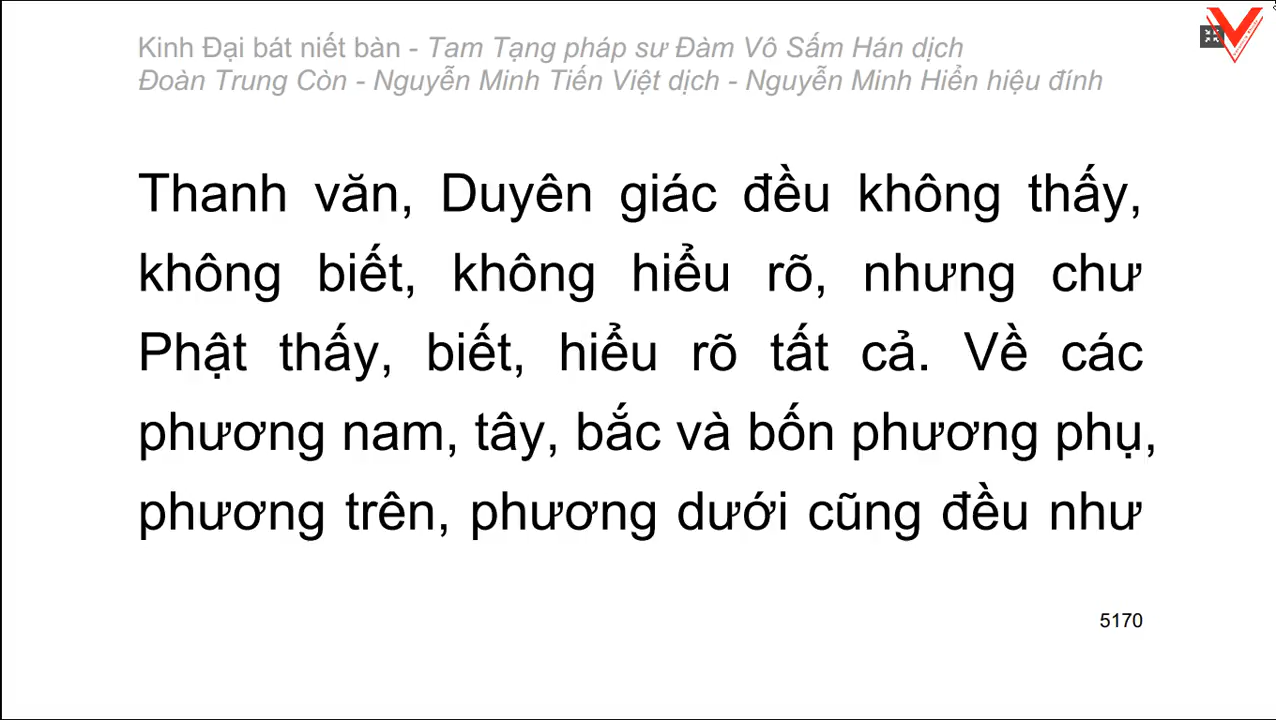 Kinh Đại bát niết bàn - Tam Tạng pháp sư Đàm Vô Sấm Hán dịch
Đoàn Trung Còn - Nguyễn Minh Tiến Việt dịch - Nguyễn Minh Hiển hiệu đính
Thanh văn, Duyên giác đều không thấy,
không biết, không hiểu rõ, nhưng chư
Phật thấy, biết, hiểu rõ tất cả. Về các
phương nam, tây, bắc và bốn phương phụ,
phương trên, phương dưới cũng đều như
5170